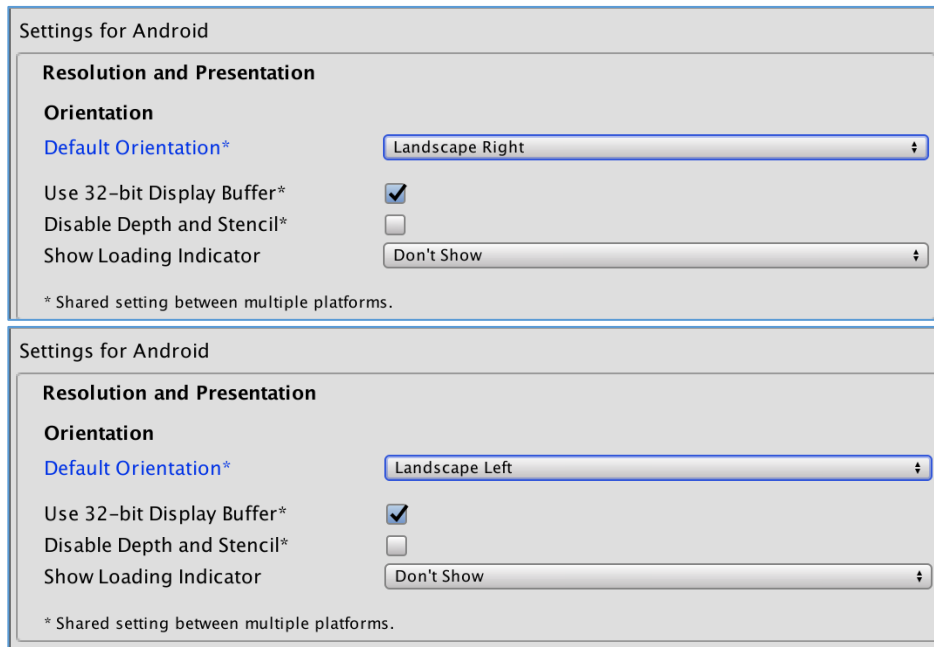 Settings for Android
Resolution and Presentation
Orientation
Default Orientation* Landscape Right
Use 32-bit Display Buffer*
Disable Depth and Stencil*
Show Loading Indicator Don't Show
* Shared setting between multiple platforms.
Settings for Android
Resolution and Presentation
Orientation
Default Orientation* Landscape Left
Use 32-bit Display Buffer*
Disable Depth and Stencil*
Show Loading Indicator Don't Show
* Shared setting between multiple platforms.